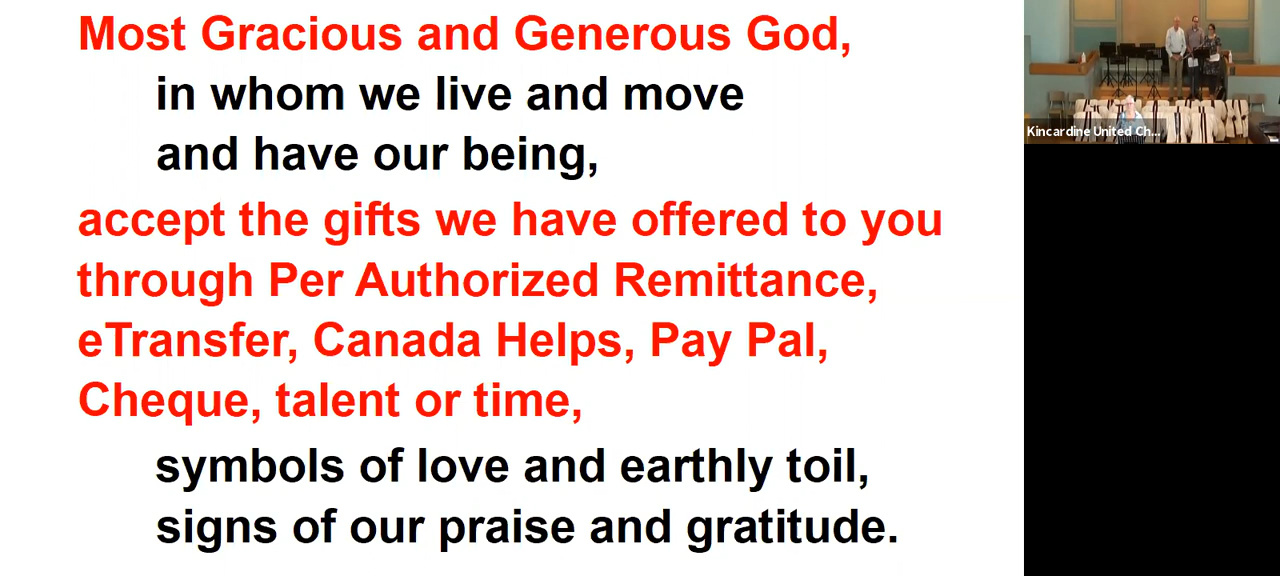 Most Gracious and Generous God,
in whom we live and move
and have our being,
accept the gifts we have offered to you
through Per Authorized Remittance,
eTransfer, Canada Helps, Pay Pal,
Cheque, talent or time,
symbols of love and earthly toil,
signs of our praise and gratitude.
Kincardine United Ch...